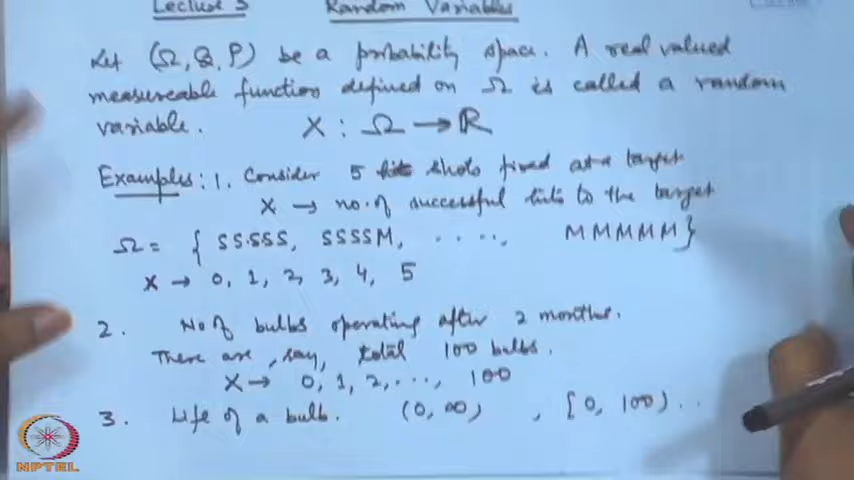 Lecture 3 Random Variables
Let (Ω, B, P) be a probability space. A real valued
measureable function defined on Ω is called a random
variable. X : Ω → R
Examples: 1. Consider 5 shots fired at a target
X → no. of successful hits to the target
Ω = { SSSSS, SSSSM, ...., MMMMM}
X → 0, 1, 2, 3, 4, 5
2. No of bulbs operating after 2 months.
There are, say, total 100 bulbs.
X → 0, 1, 2,..., 100
3. Life of a bulb. (0, ∞) , [0, 100) ..
NPTEL